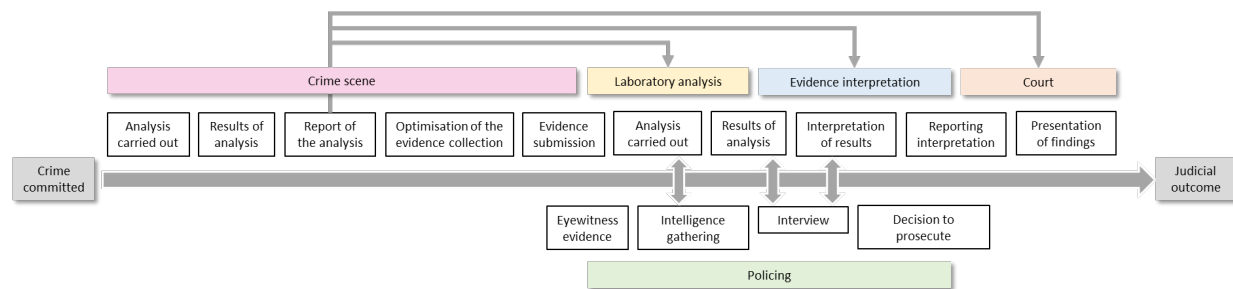 Crime scene
Laboratory analysis
Evidence interpretation
Court
Analysis
carried out
Results of
analysis
Report of
the analysis
Optimisation of the
evidence collection
Evidence
submission
Analysis
carried out
Results of
analysis
Interpretation
of results
Reporting
interpretation
Presentation
of findings
Crime
committed
Judicial
outcome
Eyewitness
evidence
Intelligence
gathering
Interview
Decision to
prosecute
Policing